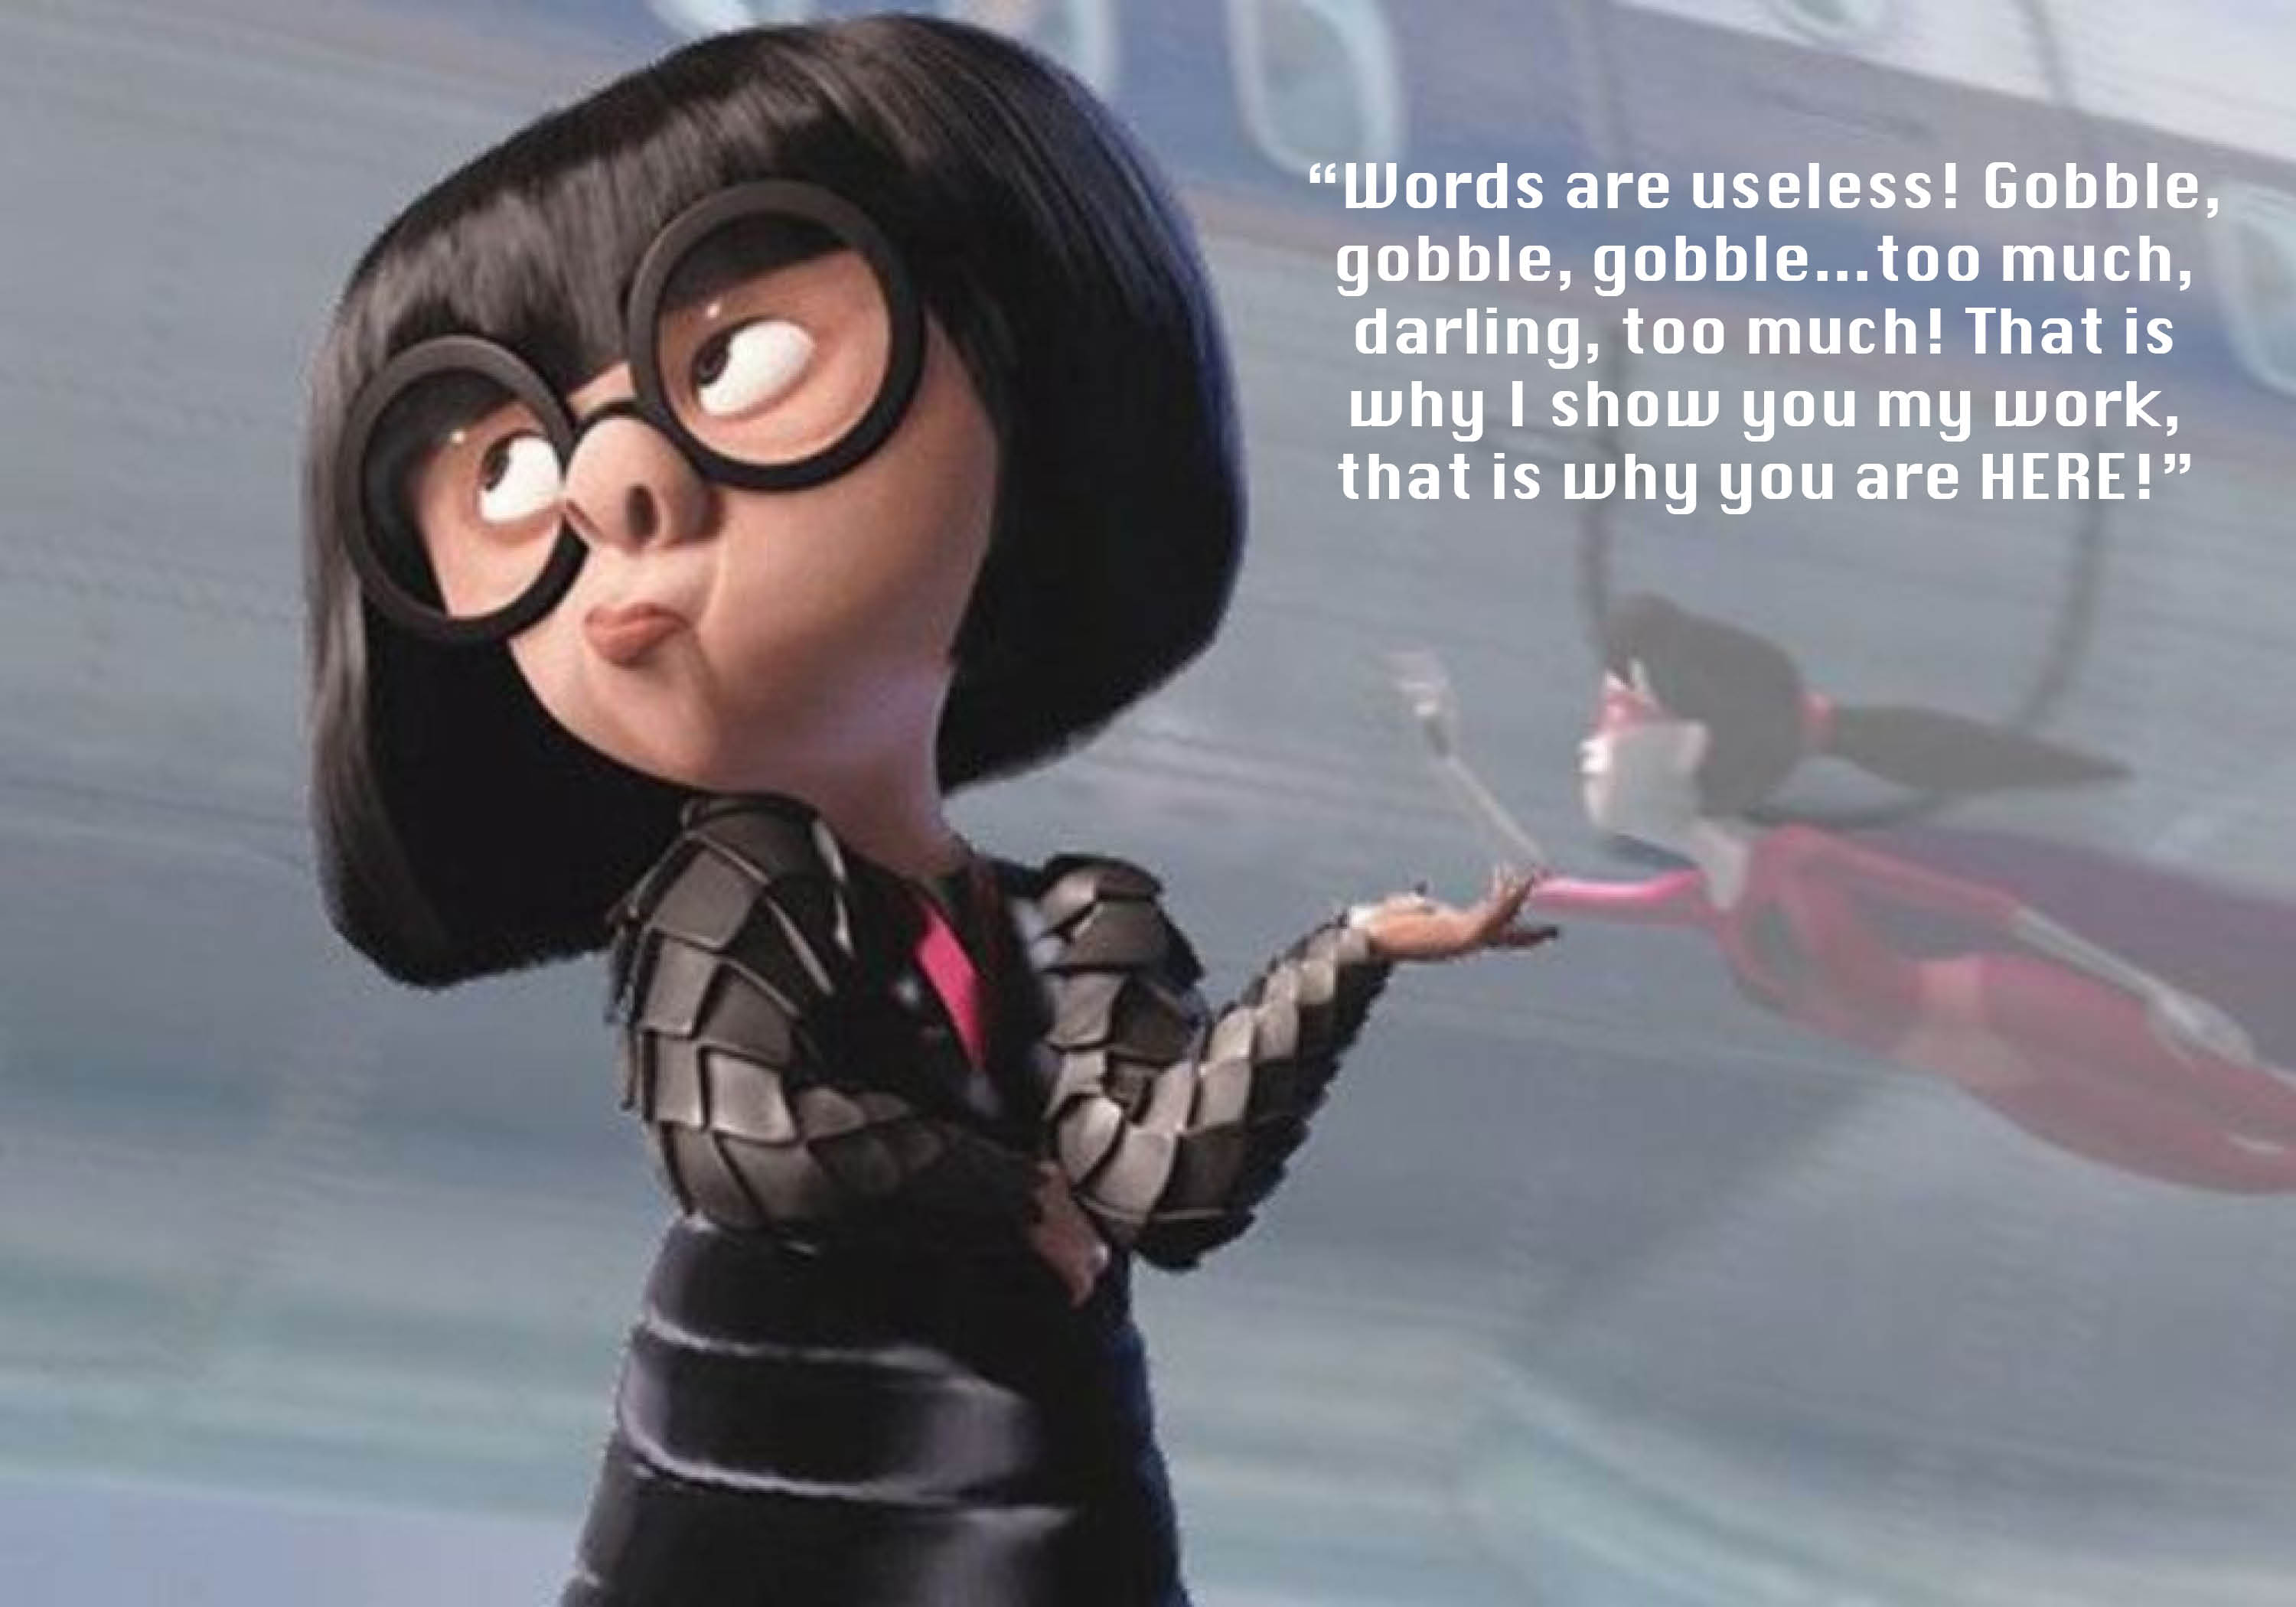 “Words are useless! Gobble,
gobble, gobble...too much,
darling, too much! That is
why I show you my work,
that is why you are HERE!”